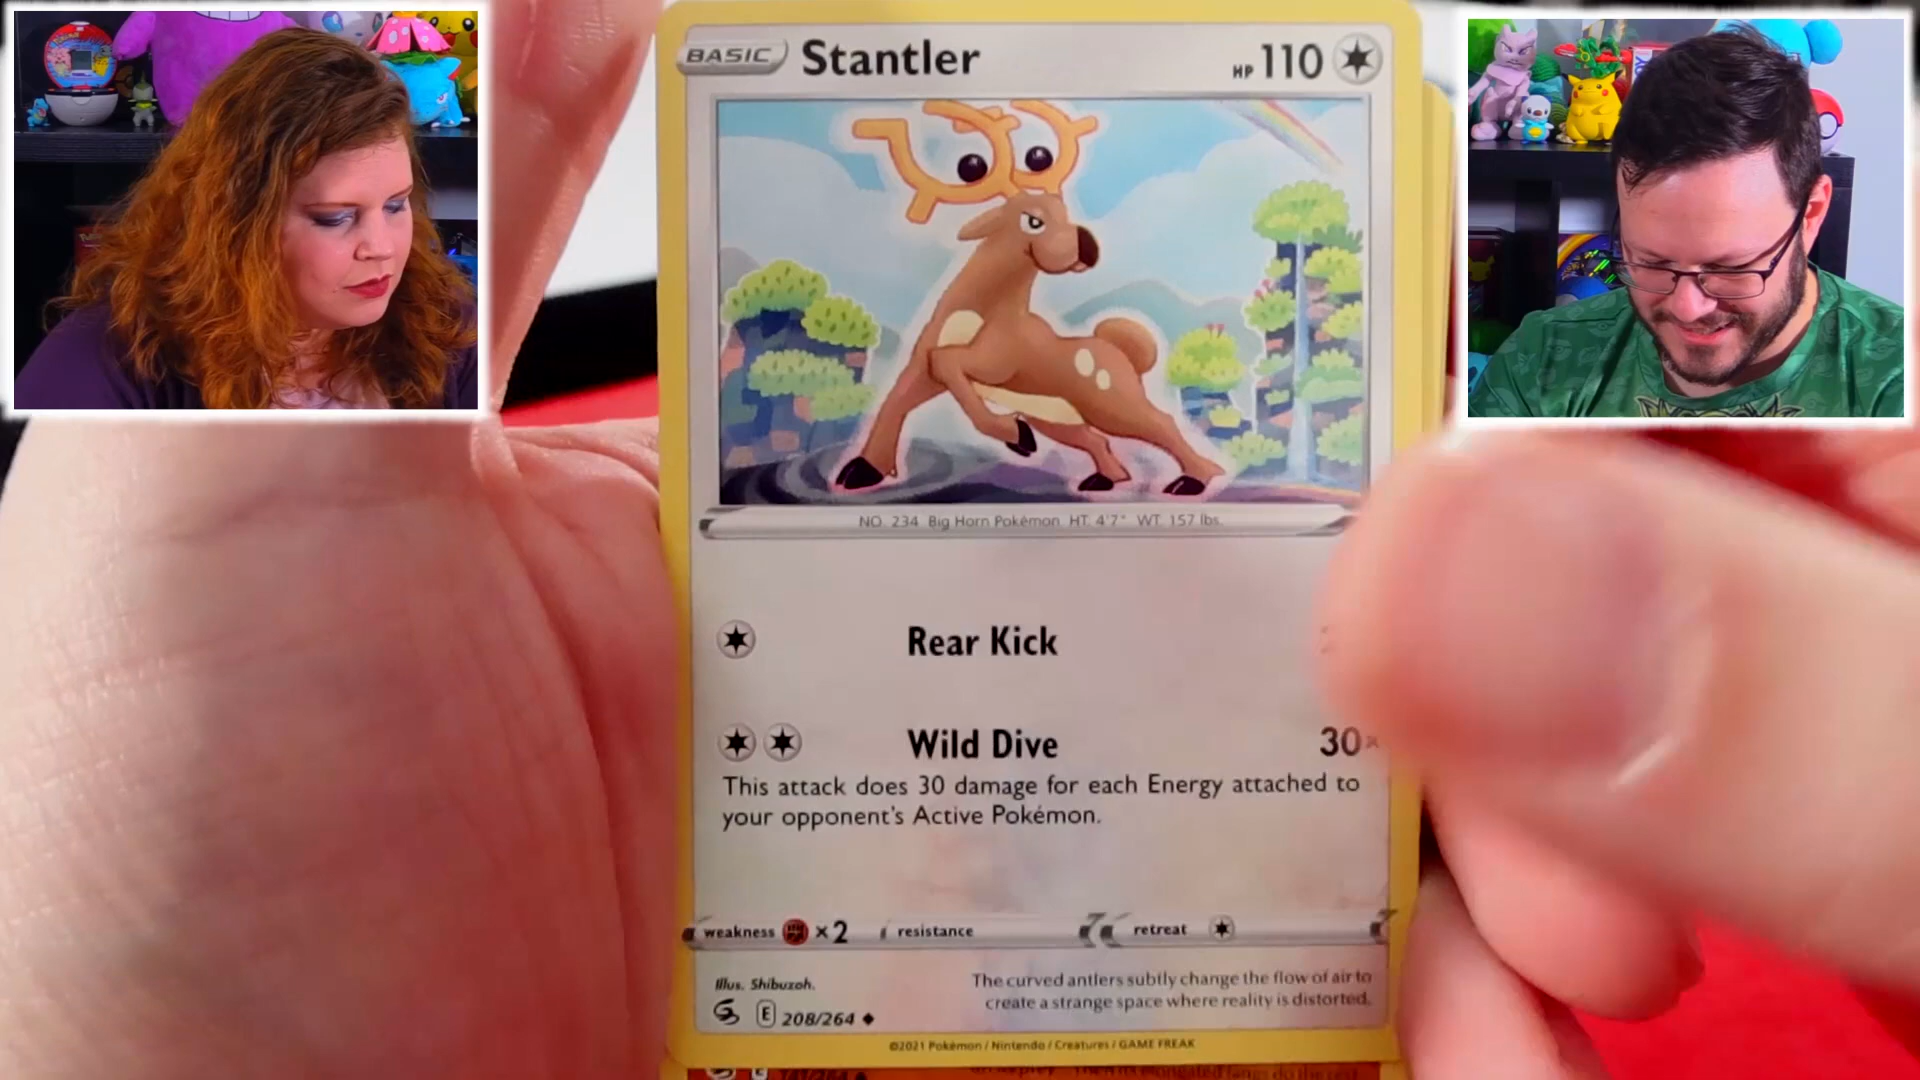 BASIC Stantler HP 110
NO. 234 Big Horn Pokémon HT. 4'7" WT. 157 lbs.
Rear Kick
Wild Dive 30×
This attack does 30 damage for each Energy attached to
your opponent's Active Pokémon.
weakness ×2 resistance retreat
Illus. Shibuzoh.
The curved antlers subtly change the flow of air to
create a strange space where reality is distorted.
E 208/264
©2021 Pokémon / Nintendo / Creatures / GAME FREAK